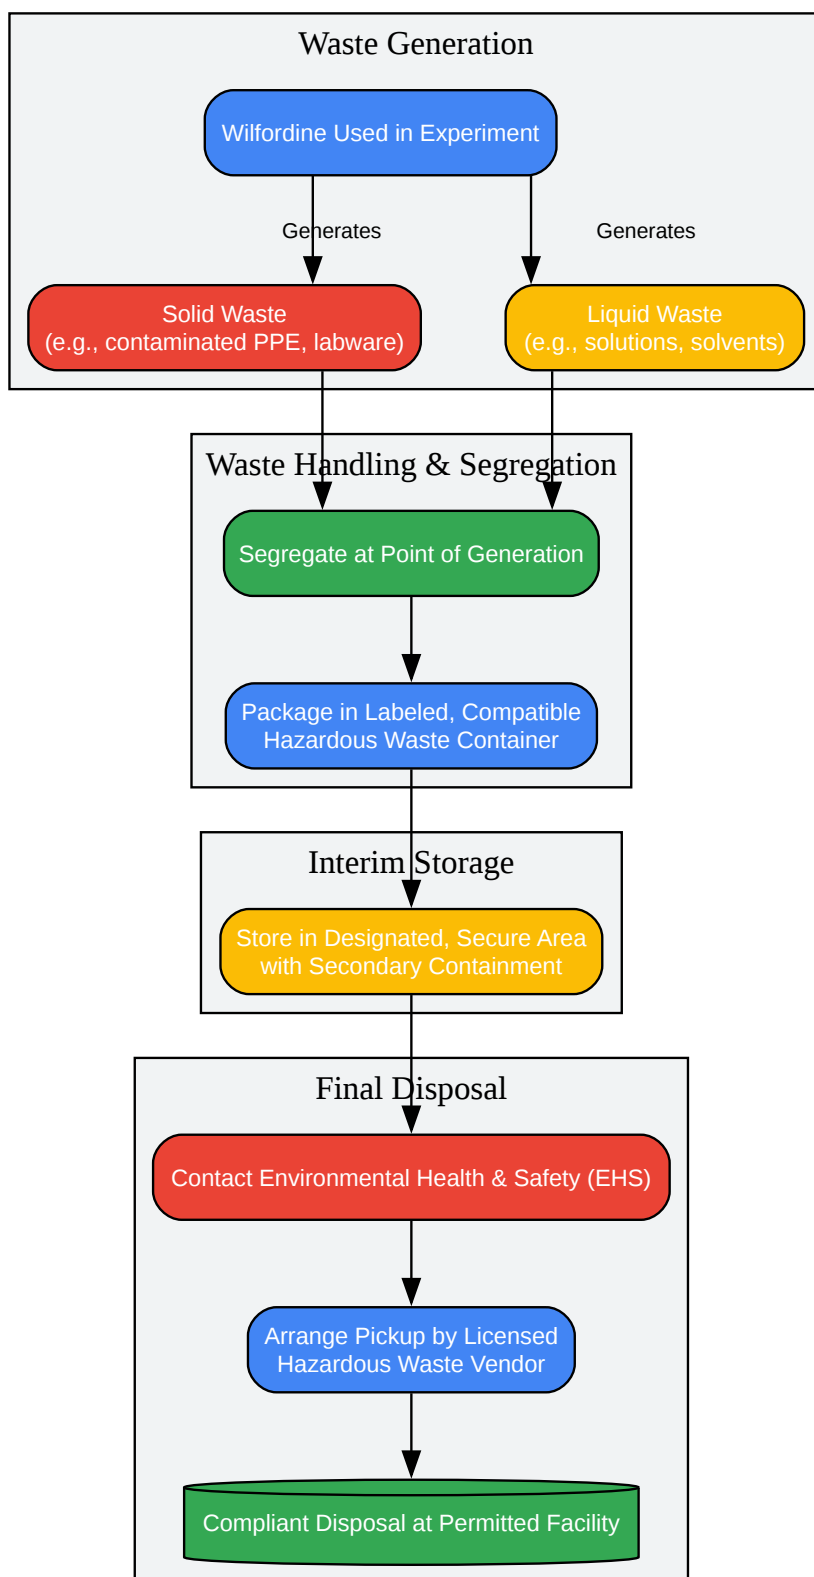 Waste Generation
Wilfordine Used in Experiment
Generates
Generates
Solid Waste
(e.g., contaminated PPE, labware)
Liquid Waste
(e.g., solutions, solvents)
Waste Handling & Segregation
Segregate at Point of Generation
Package in Labeled, Compatible
Hazardous Waste Container
Interim Storage
Store in Designated, Secure Area
with Secondary Containment
Final Disposal
Contact Environmental Health & Safety (EHS)
Arrange Pickup by Licensed
Hazardous Waste Vendor
Compliant Disposal at Permitted Facility